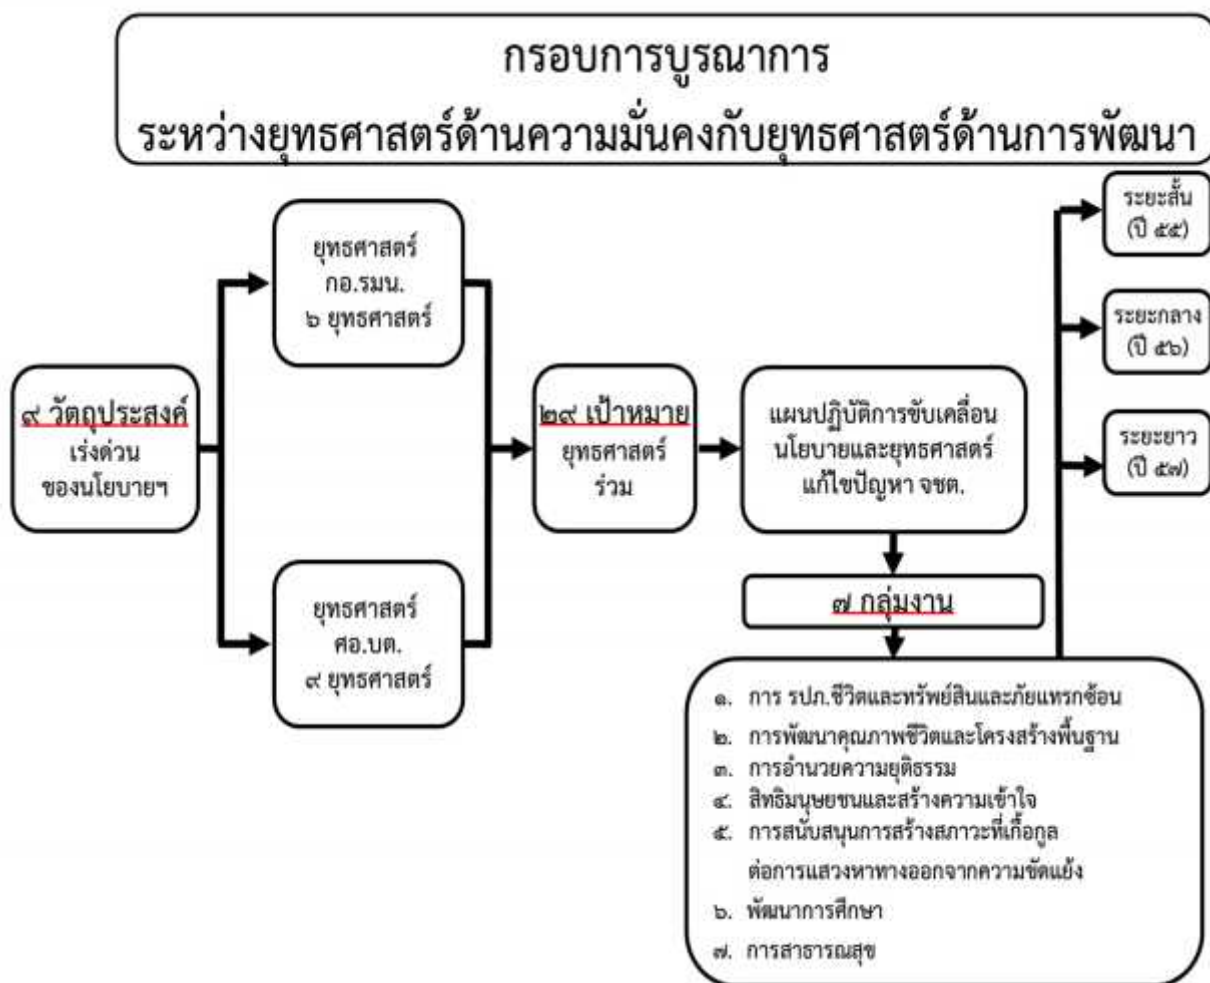 กรอบการบูรณาการ
ระหว่างยุทธศาสตร์ด้านความมั่นคงกับยุทธศาสตร์ด้านการพัฒนา
๙ วัตถุประสงค์
เร่งด่วน
ของนโยบายฯ
ยุทธศาสตร์
กอ.รมน.
๖ ยุทธศาสตร์
ยุทธศาสตร์
ศอ.บต.
๙ ยุทธศาสตร์
๒๙ เป้าหมาย
ยุทธศาสตร์
ร่วม
แผนปฏิบัติการขับเคลื่อน
นโยบายและยุทธศาสตร์
แก้ไขปัญหา จชต.
๗ กลุ่มงาน
๑. การ รปภ.ชีวิตและทรัพย์สินและภัยแทรกซ้อน
๒. การพัฒนาคุณภาพชีวิตและโครงสร้างพื้นฐาน
๓. การอำนวยความยุติธรรม
๔. สิทธิมนุษยชนและสร้างความเข้าใจ
๕. การสนับสนุนการสร้างสภาวะที่เกื้อกูล
ต่อการแสวงหาทางออกจากความขัดแย้ง
๖. พัฒนาการศึกษา
๗. การสาธารณสุข
ระยะสั้น
(ปี ๕๕)
ระยะกลาง
(ปี ๕๖)
ระยะยาว
(ปี ๕๗)